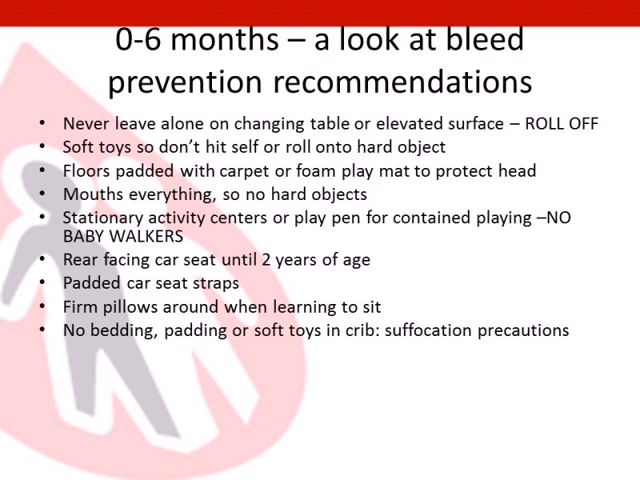 0-6 months – a look at bleed
prevention recommendations
• Never leave alone on changing table or elevated surface – ROLL OFF
• Soft toys so don’t hit self or roll onto hard object
• Floors padded with carpet or foam play mat to protect head
• Mouths everything, so no hard objects
• Stationary activity centers or play pen for contained playing –NO
BABY WALKERS
• Rear facing car seat until 2 years of age
• Padded car seat straps
• Firm pillows around when learning to sit
• No bedding, padding or soft toys in crib: suffocation precautions